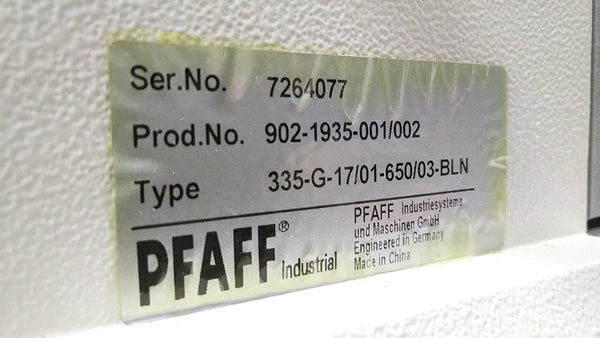 Ser.No. 7264077
Prod.No. 902-1935-001/002
Type 335-G-17/01-650/03-BLN
PFAFF® Industrial
PFAFF Industriesysteme
und Maschinen GmbH
Engineered in Germany
Made in China